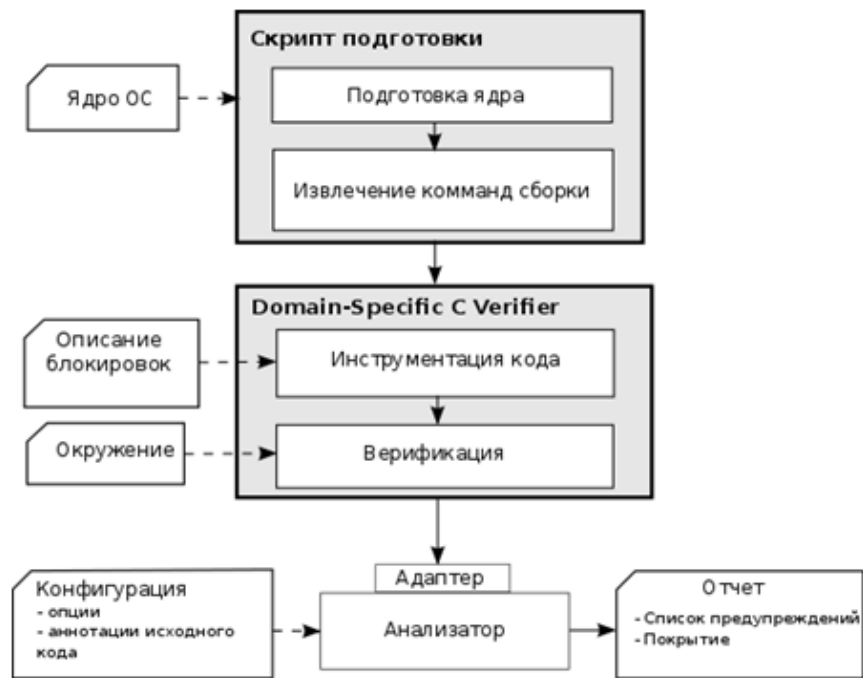 Скрипт подготовки
Ядро ОС
Подготовка ядра
Извлечение комманд сборки
Domain-Specific C Verifier
Описание
блокировок
Инструментация кода
Окружение
Верификация
Адаптер
Конфигурация
- опции
- аннотации исходного
кода
Анализатор
Отчет
- Список предупреждений
- Покрытие